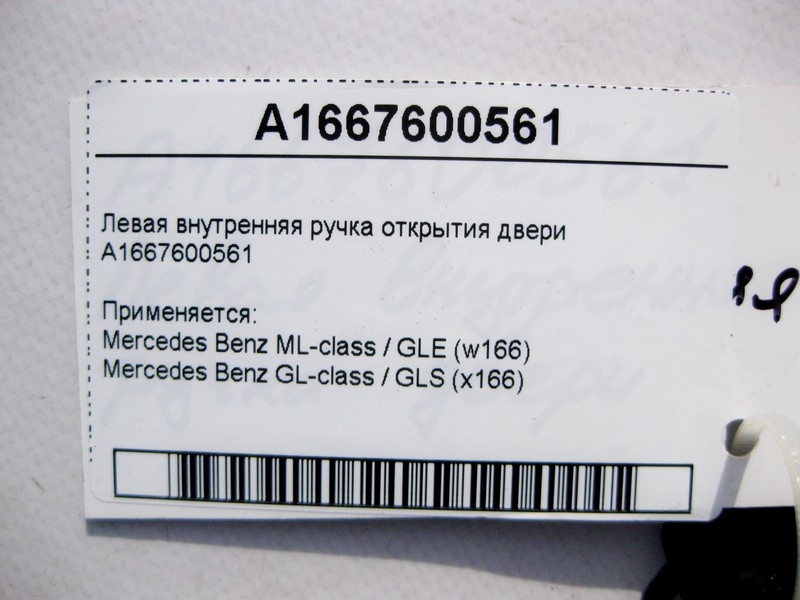 A1667600561
Левая внутренняя ручка открытия двери
A1667600561
Применяется:
Mercedes Benz ML-class / GLE (w166)
Mercedes Benz GL-class / GLS (x166)